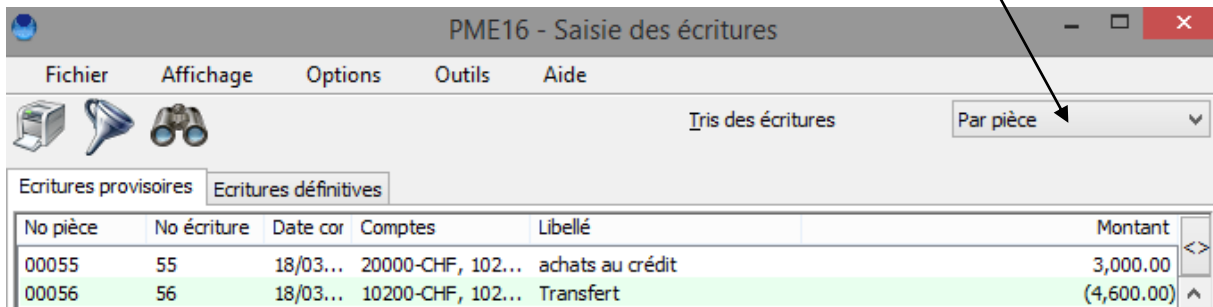 PME16 - Saisie des écritures
Fichier Affichage Options Outils Aide
Tris des écritures Par pièce
Ecritures provisoires Ecritures définitives
No pièce No écriture Date cor Comptes Libellé Montant <>
00055 55 18/03... 20000-CHF, 102... achats au crédit 3,000.00
00056 56 18/03... 10200-CHF, 102... Transfert (4,600.00)